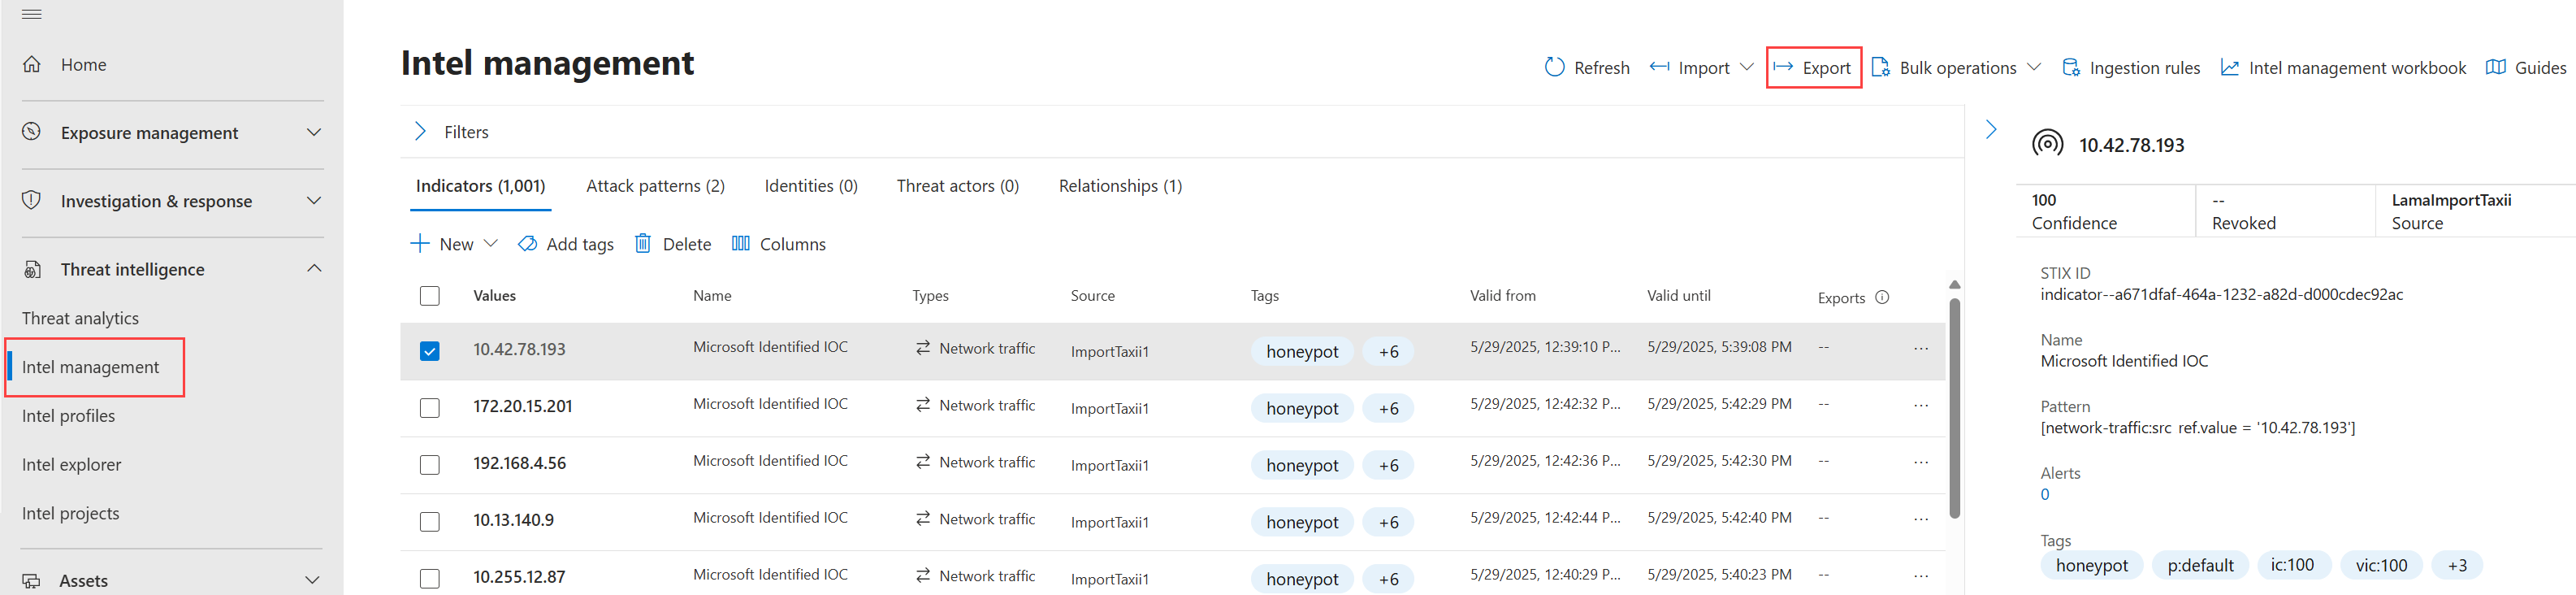 Home
Exposure management
Investigation & response
Threat intelligence
Threat analytics
Intel management
Intel profiles
Intel explorer
Intel projects
Assets
Intel management
Refresh Import Export Bulk operations Ingestion rules Intel management workbook Guides
Filters
Indicators (1,001) Attack patterns (2) Identities (0) Threat actors (0) Relationships (1)
New Add tags Delete Columns
Values Name Types Source Tags Valid from Valid until Exports
10.42.78.193 Microsoft Identified IOC Network traffic ImportTaxii1 honeypot +6 5/29/2025, 12:39:10 P... 5/29/2025, 5:39:08 PM -- ...
172.20.15.201 Microsoft Identified IOC Network traffic ImportTaxii1 honeypot +6 5/29/2025, 12:42:32 P... 5/29/2025, 5:42:29 PM -- ...
192.168.4.56 Microsoft Identified IOC Network traffic ImportTaxii1 honeypot +6 5/29/2025, 12:42:36 P... 5/29/2025, 5:42:30 PM -- ...
10.13.140.9 Microsoft Identified IOC Network traffic ImportTaxii1 honeypot +6 5/29/2025, 12:42:44 P... 5/29/2025, 5:42:40 PM -- ...
10.255.12.87 Microsoft Identified IOC Network traffic ImportTaxii1 honeypot +6 5/29/2025, 12:40:29 P... 5/29/2025, 5:40:23 PM -- ...
10.42.78.193
100 -- LamaImportTaxii
Confidence Revoked Source
STIX ID
indicator--a671dfaf-464a-1232-a82d-d000cdec92ac
Name
Microsoft Identified IOC
Pattern
[network-traffic:src ref.value = '10.42.78.193']
Alerts
0
Tags
honeypot p:default ic:100 vic:100 +3